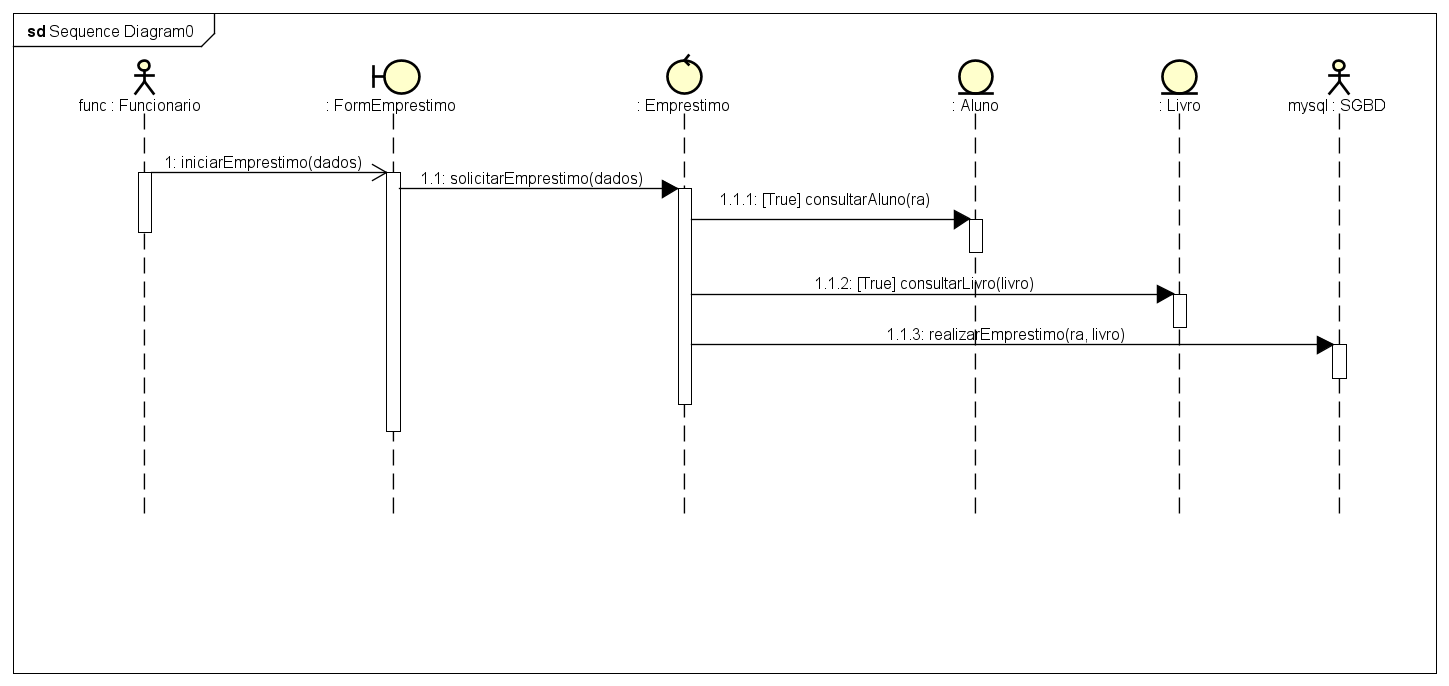 sd Sequence Diagram0
func : Funcionario
: FormEmprestimo
: Emprestimo
: Aluno
: Livro
mysql : SGBD
1: iniciarEmprestimo(dados)
1.1: solicitarEmprestimo(dados)
1.1.1: [True] consultarAluno(ra)
1.1.2: [True] consultarLivro(livro)
1.1.3: realizarEmprestimo(ra, livro)